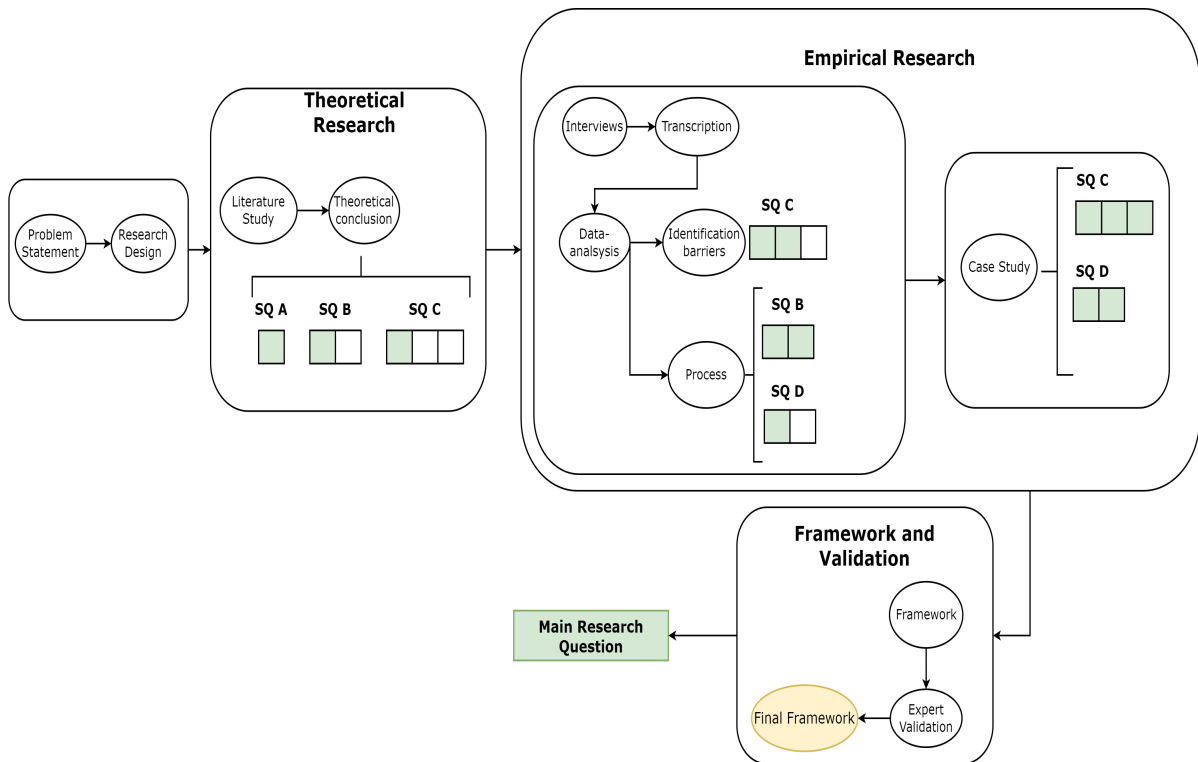 Problem
Statement
Research
Design
Theoretical
Research
Literature
Study
Theoretical
conclusion
SQ A
SQ B
SQ C
Empirical Research
Interviews
Transcription
Data-
analsysis
Identification
barriers
SQ C
Process
SQ B
SQ D
Case Study
SQ C
SQ D
Framework and
Validation
Framework
Expert
Validation
Final Framework
Main Research
Question